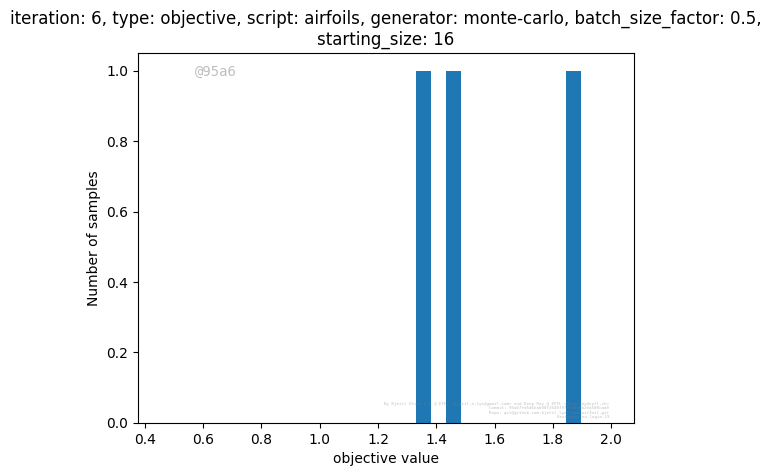 iteration: 6, type: objective, script: airfoils, generator: monte-carlo, batch_size_factor: 0.5,
starting_size: 16
@95a6
1.0
0.8
0.6
0.4
0.2
0.0
Number of samples
0.4 0.6 0.8 1.0 1.2 1.4 1.6 1.8 2.0
objective value